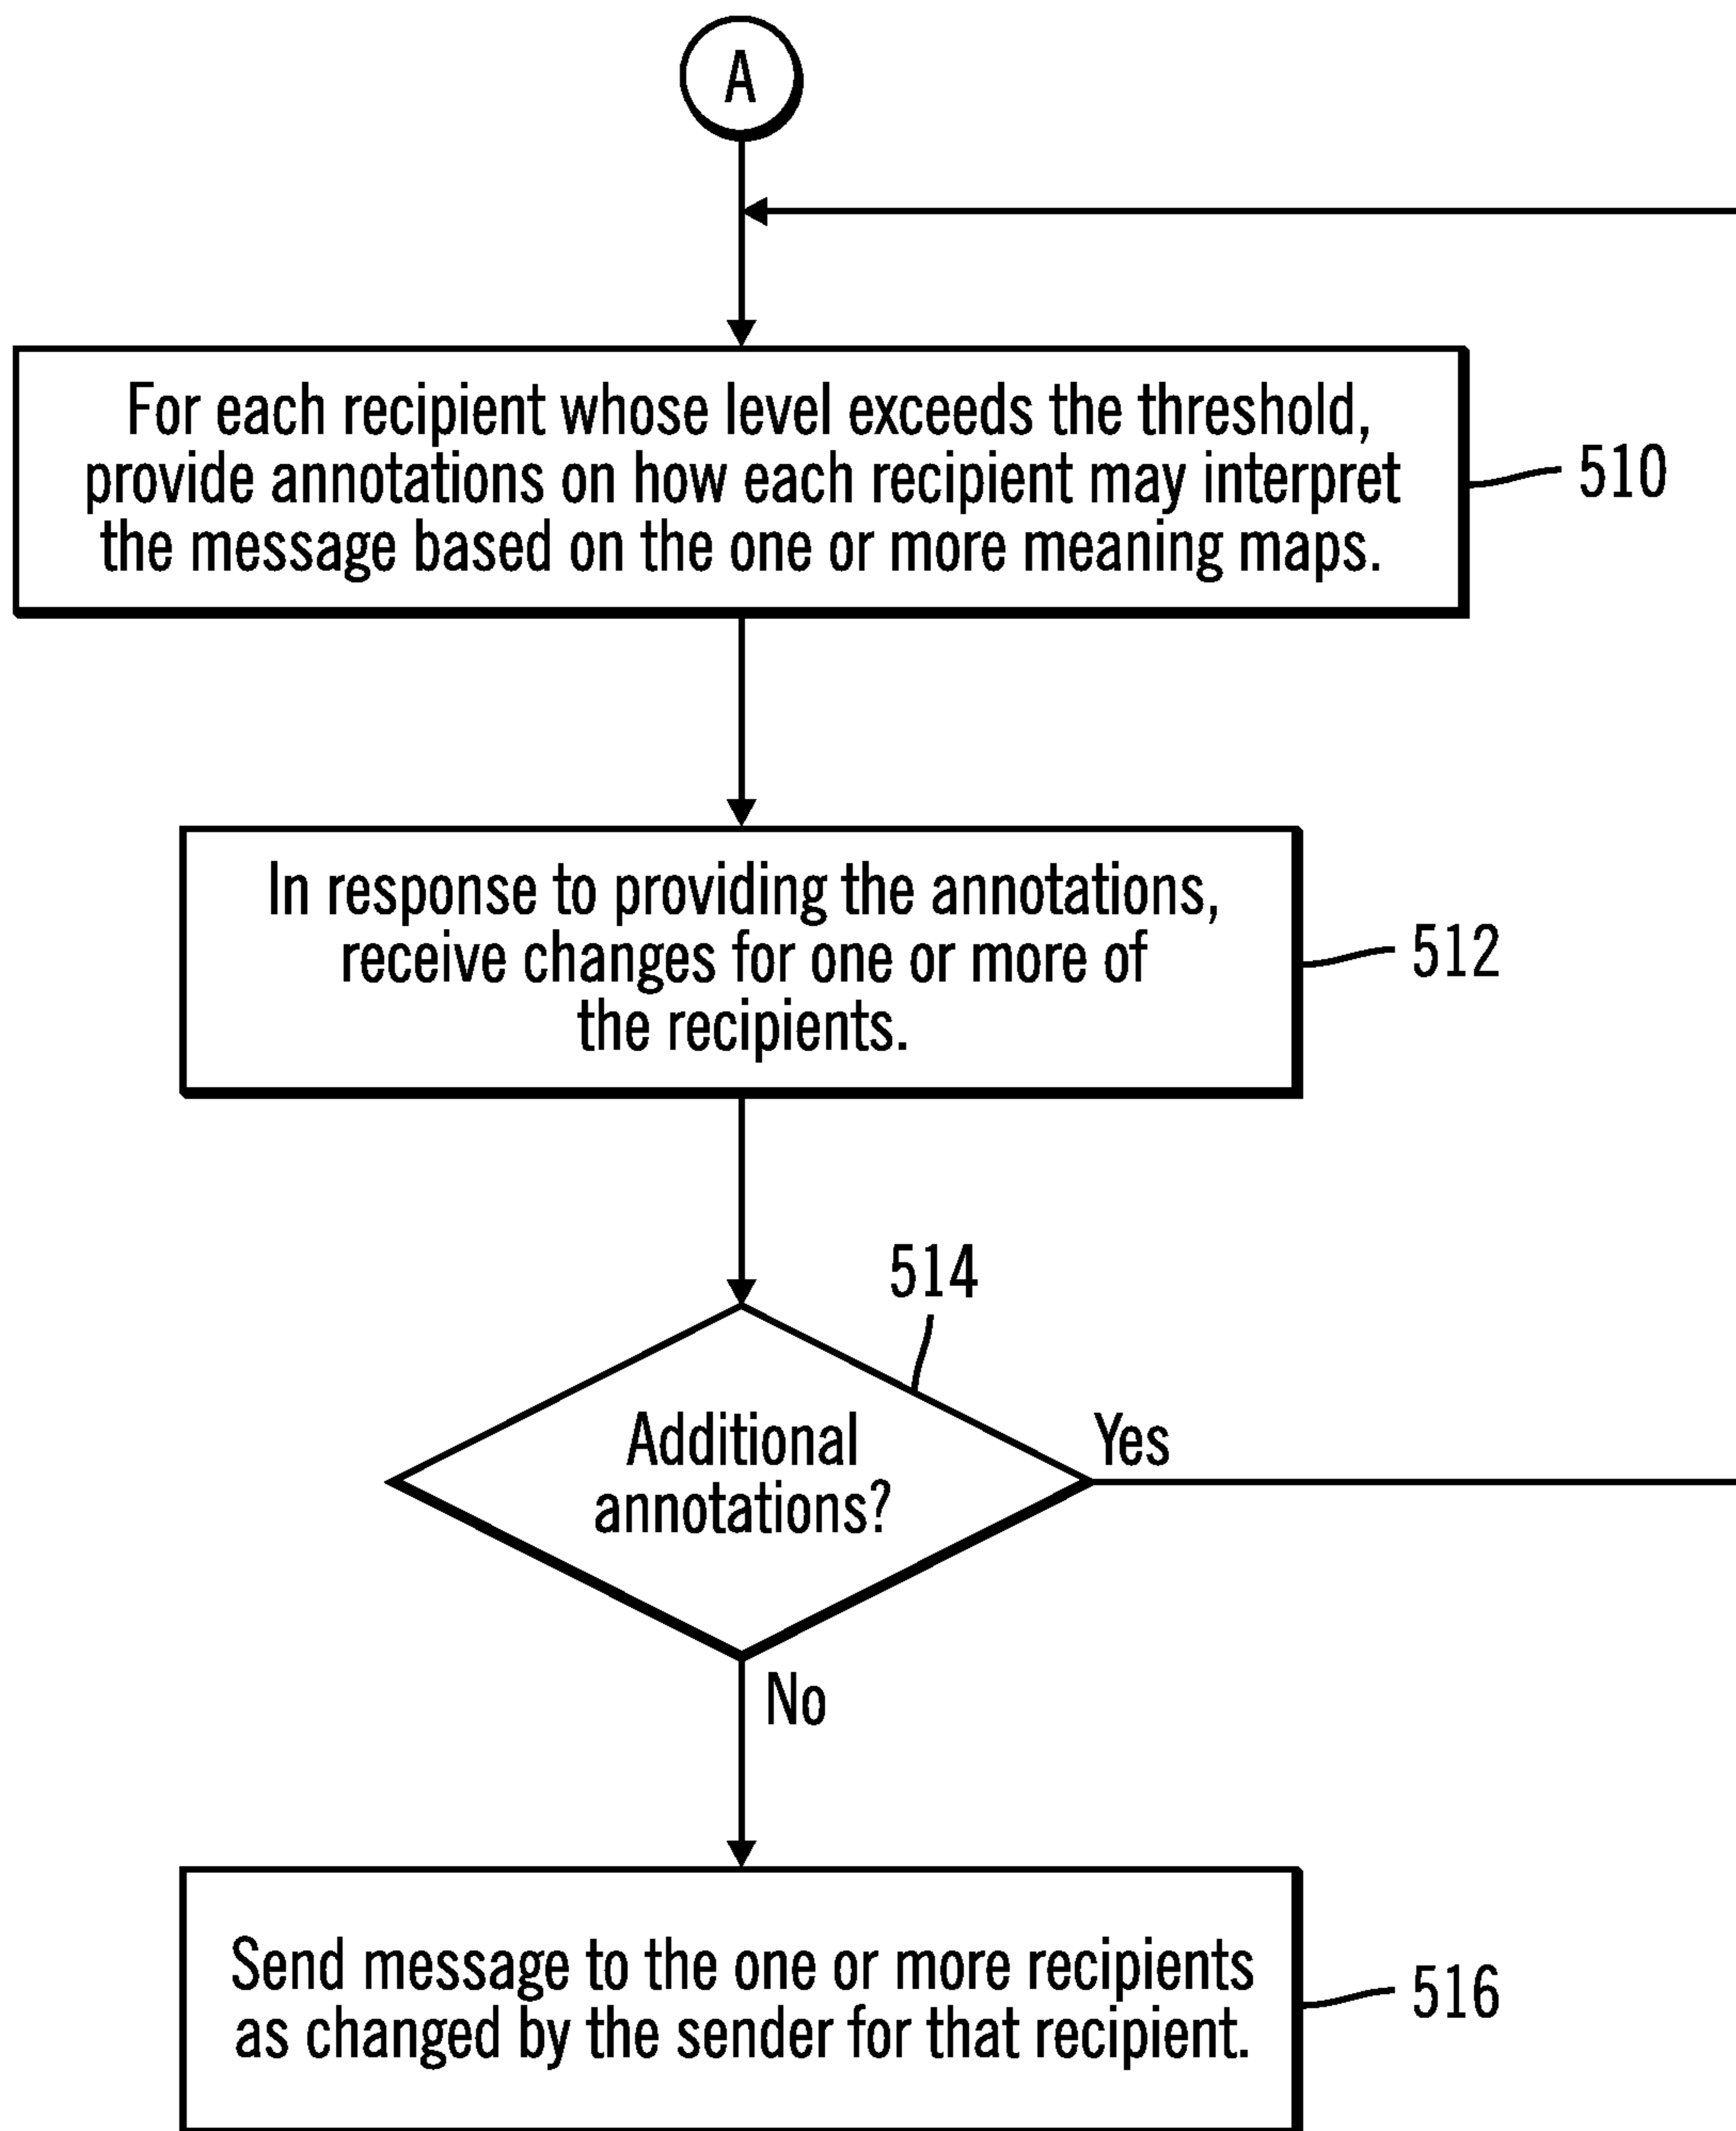 A
For each recipient whose level exceeds the threshold,
provide annotations on how each recipient may interpret
the message based on the one or more meaning maps.
510
In response to providing the annotations,
receive changes for one or more of
the recipients.
512
514
Additional
annotations?
Yes
No
Send message to the one or more recipients
as changed by the sender for that recipient.
516